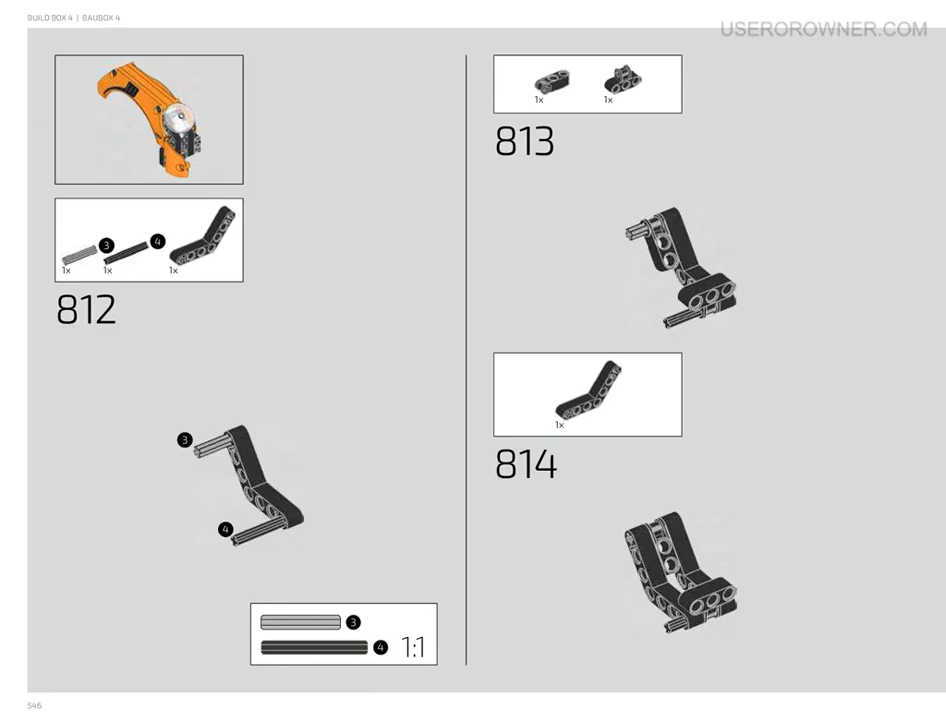 BUILD BOX 4 | BAUBOX 4
USEROROWNER.COM
3
4
1x
1x
1x
812
3
4
3
4
1:1
1x
1x
813
1x
814
546